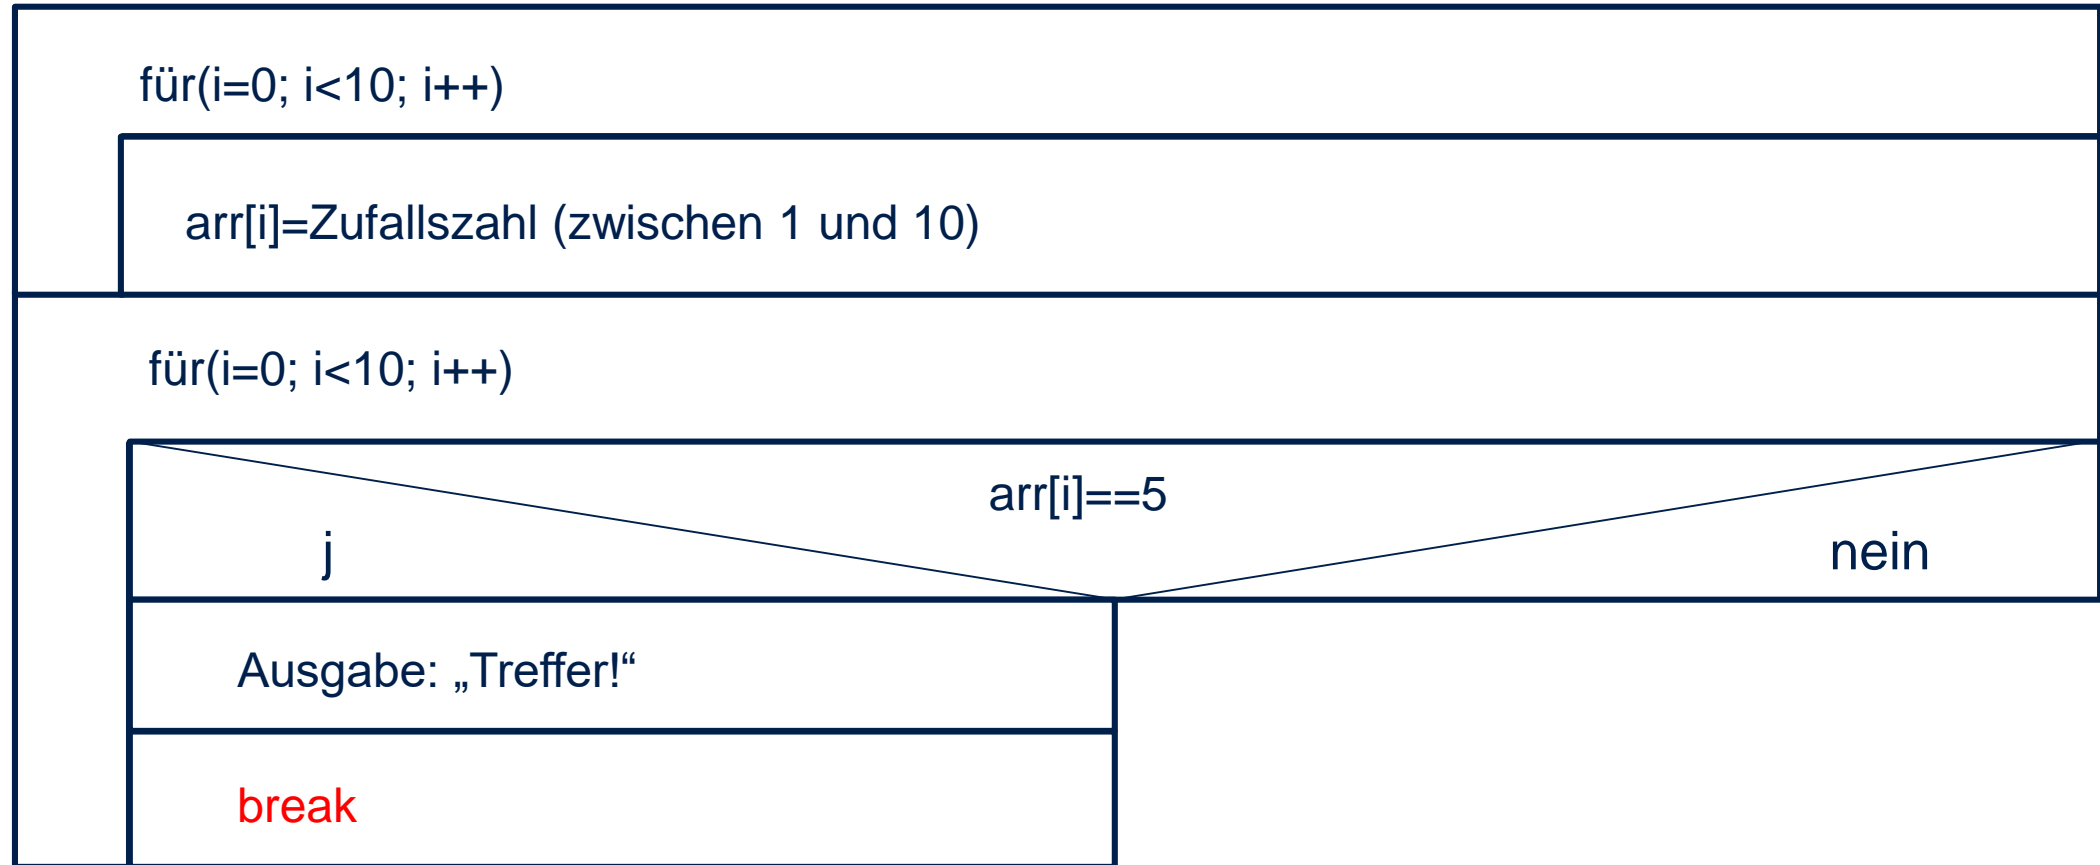 für(i=0; i<10; i++)
arr[i]=Zufallszahl (zwischen 1 und 10)
für(i=0; i<10; i++)
arr[i]==5
j
nein
Ausgabe: „Treffer!“
break